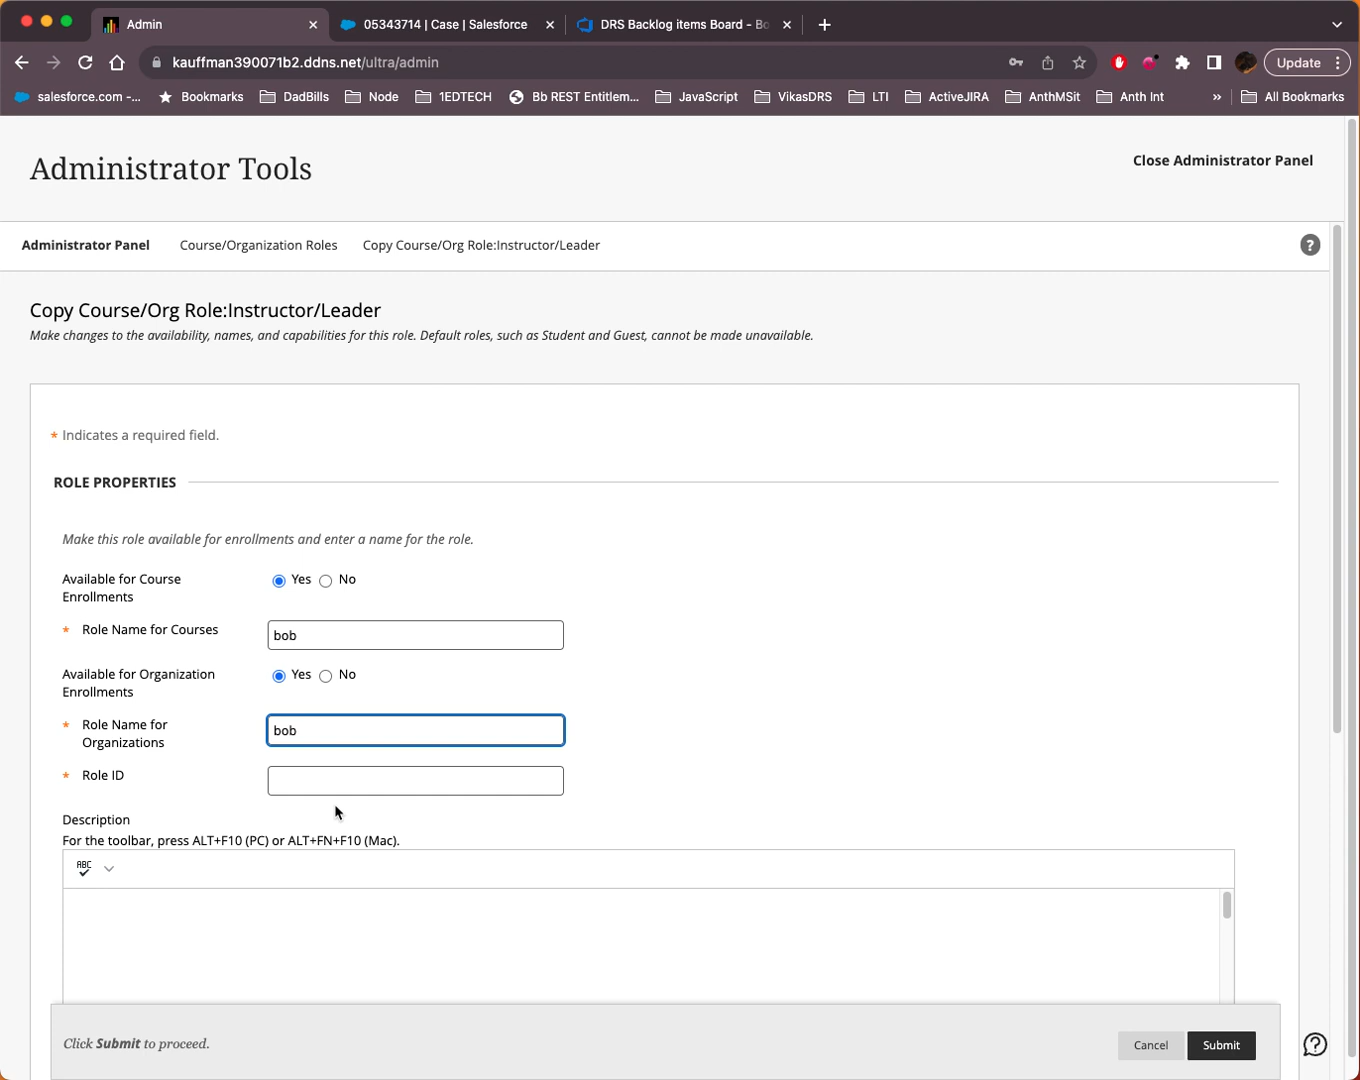 Admin
05343714 | Case | Salesforce
DRS Backlog items Board - Bo
kauffman390071b2.ddns.net/ultra/admin
Update
salesforce.com -...
Bookmarks
DadBills
Node
1EDTECH
Bb REST Entitlem...
JavaScript
VikasDRS
LTI
ActiveJIRA
AnthMSit
Anth Int
»
All Bookmarks
Administrator Tools
Close Administrator Panel
Administrator Panel
Course/Organization Roles
Copy Course/Org Role:Instructor/Leader
?
Copy Course/Org Role:Instructor/Leader
Make changes to the availability, names, and capabilities for this role. Default roles, such as Student and Guest, cannot be made unavailable.
* Indicates a required field.
ROLE PROPERTIES
Make this role available for enrollments and enter a name for the role.
Available for Course
Enrollments
Yes
No
* Role Name for Courses
bob
Available for Organization
Enrollments
Yes
No
* Role Name for
Organizations
bob
* Role ID
Description
For the toolbar, press ALT+F10 (PC) or ALT+FN+F10 (Mac).
ABC
Click Submit to proceed.
Cancel
Submit
?